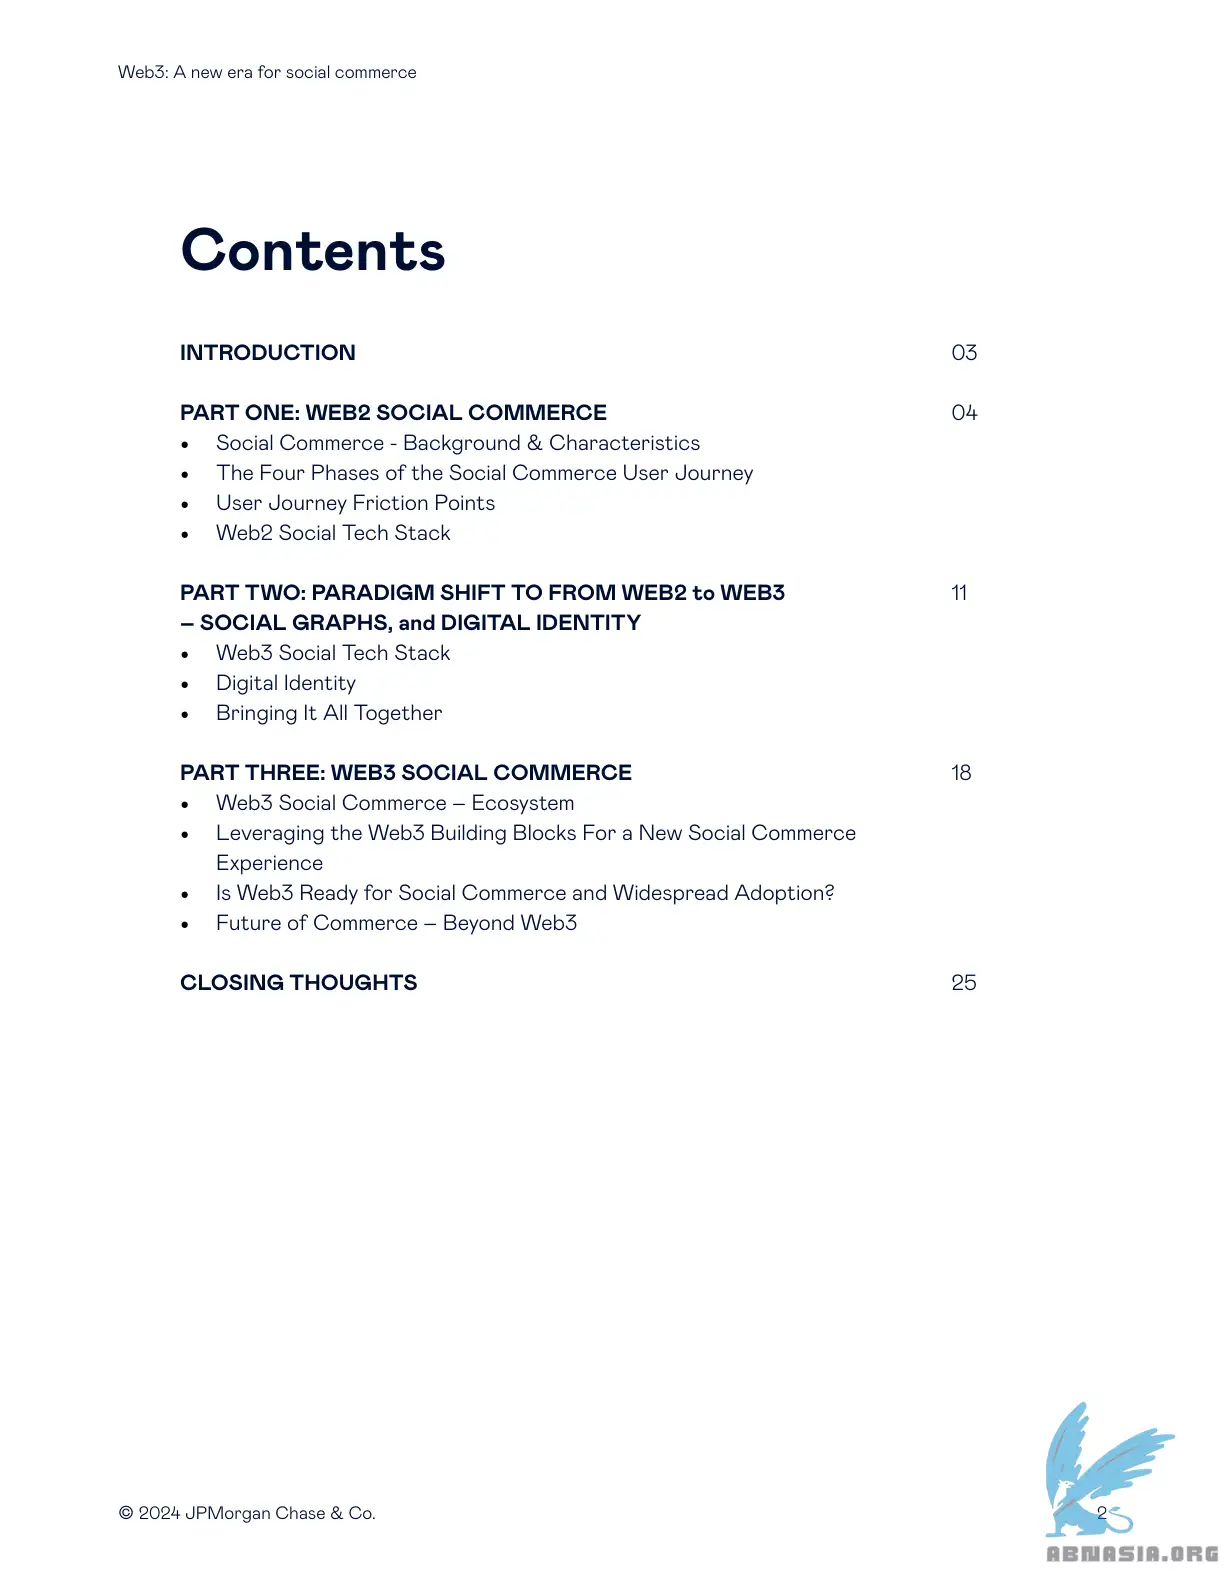 Web3: A new era for social commerce
Contents
INTRODUCTION 03
PART ONE: WEB2 SOCIAL COMMERCE 04
• Social Commerce - Background & Characteristics
• The Four Phases of the Social Commerce User Journey
• User Journey Friction Points
• Web2 Social Tech Stack
PART TWO: PARADIGM SHIFT TO FROM WEB2 to WEB3 11
– SOCIAL GRAPHS, and DIGITAL IDENTITY
• Web3 Social Tech Stack
• Digital Identity
• Bringing It All Together
PART THREE: WEB3 SOCIAL COMMERCE 18
• Web3 Social Commerce – Ecosystem
• Leveraging the Web3 Building Blocks For a New Social Commerce
Experience
• Is Web3 Ready for Social Commerce and Widespread Adoption?
• Future of Commerce – Beyond Web3
CLOSING THOUGHTS 25
© 2024 JPMorgan Chase & Co. 2
ABNASIA.ORG